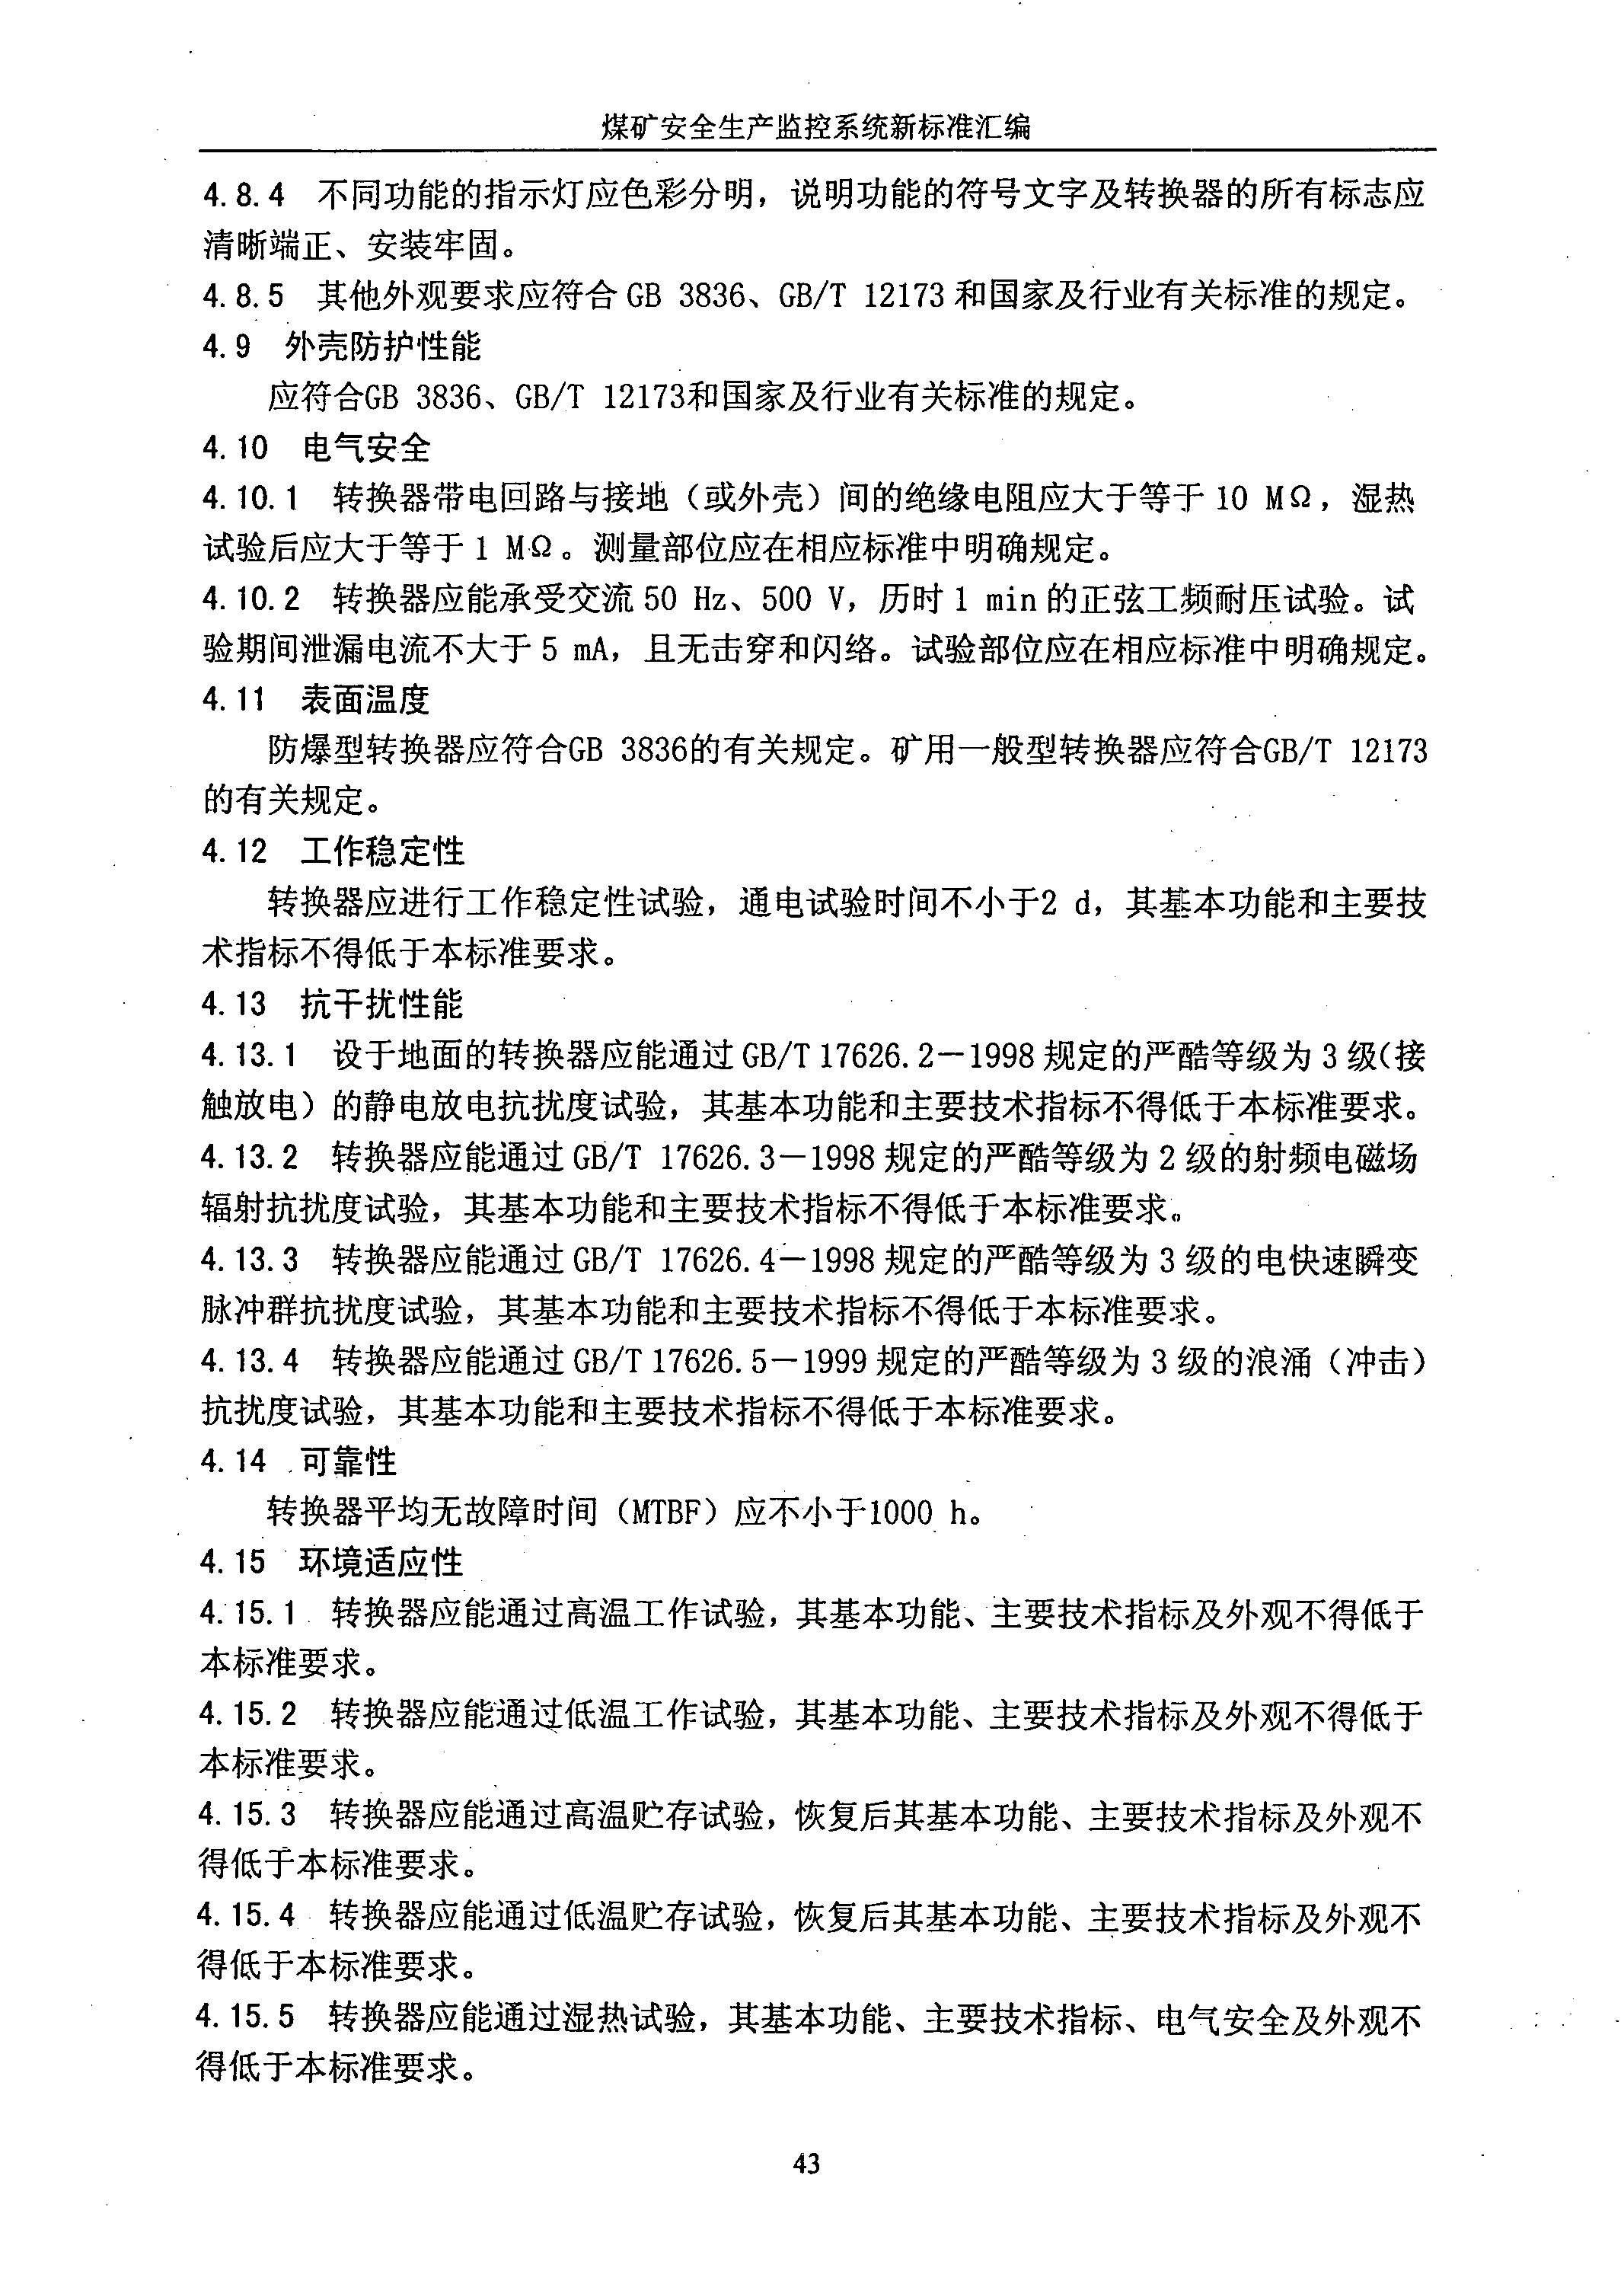 煤矿安全生产监控系统新标准汇编
4.8.4 不同功能的指示灯应色彩分明，说明功能的符号文字及转换器的所有标志应
清晰端正、安装牢固。
4.8.5 其他外观要求应符合 GB 3836、GB/T 12173 和国家及行业有关标准的规定。
4.9 外壳防护性能
应符合GB 3836、GB/T 12173和国家及行业有关标准的规定。
4.10 电气安全
4.10.1 转换器带电回路与接地（或外壳）间的绝缘电阻应大于等于 10 MΩ，湿热
试验后应大于等于 1 MΩ。测量部位应在相应标准中明确规定。
4.10.2 转换器应能承受交流 50 Hz、500 V，历时 1 min 的正弦工频耐压试验。试
验期间泄漏电流不大于 5 mA，且无击穿和闪络。试验部位应在相应标准中明确规定。
4.11 表面温度
防爆型转换器应符合GB 3836的有关规定。矿用一般型转换器应符合GB/T 12173
的有关规定。
4.12 工作稳定性
转换器应进行工作稳定性试验，通电试验时间不小于2 d，其基本功能和主要技
术指标不得低于本标准要求。
4.13 抗干扰性能
4.13.1 设于地面的转换器应能通过 GB/T 17626.2—1998 规定的严酷等级为 3 级（接
触放电）的静电放电抗扰度试验，其基本功能和主要技术指标不得低于本标准要求。
4.13.2 转换器应能通过 GB/T 17626.3—1998 规定的严酷等级为 2 级的射频电磁场
辐射抗扰度试验，其基本功能和主要技术指标不得低于本标准要求。
4.13.3 转换器应能通过 GB/T 17626.4—1998 规定的严酷等级为 3 级的电快速瞬变
脉冲群抗扰度试验，其基本功能和主要技术指标不得低于本标准要求。
4.13.4 转换器应能通过 GB/T 17626.5—1999 规定的严酷等级为 3 级的浪涌（冲击）
抗扰度试验，其基本功能和主要技术指标不得低于本标准要求。
4.14 可靠性
转换器平均无故障时间（MTBF）应不小于1000 h。
4.15 环境适应性
4.15.1 转换器应能通过高温工作试验，其基本功能、主要技术指标及外观不得低于
本标准要求。
4.15.2 转换器应能通过低温工作试验，其基本功能、主要技术指标及外观不得低于
本标准要求。
4.15.3 转换器应能通过高温贮存试验，恢复后其基本功能、主要技术指标及外观不
得低于本标准要求。
4.15.4 转换器应能通过低温贮存试验，恢复后其基本功能、主要技术指标及外观不
得低于本标准要求。
4.15.5 转换器应能通过湿热试验，其基本功能、主要技术指标、电气安全及外观不
得低于本标准要求。
43